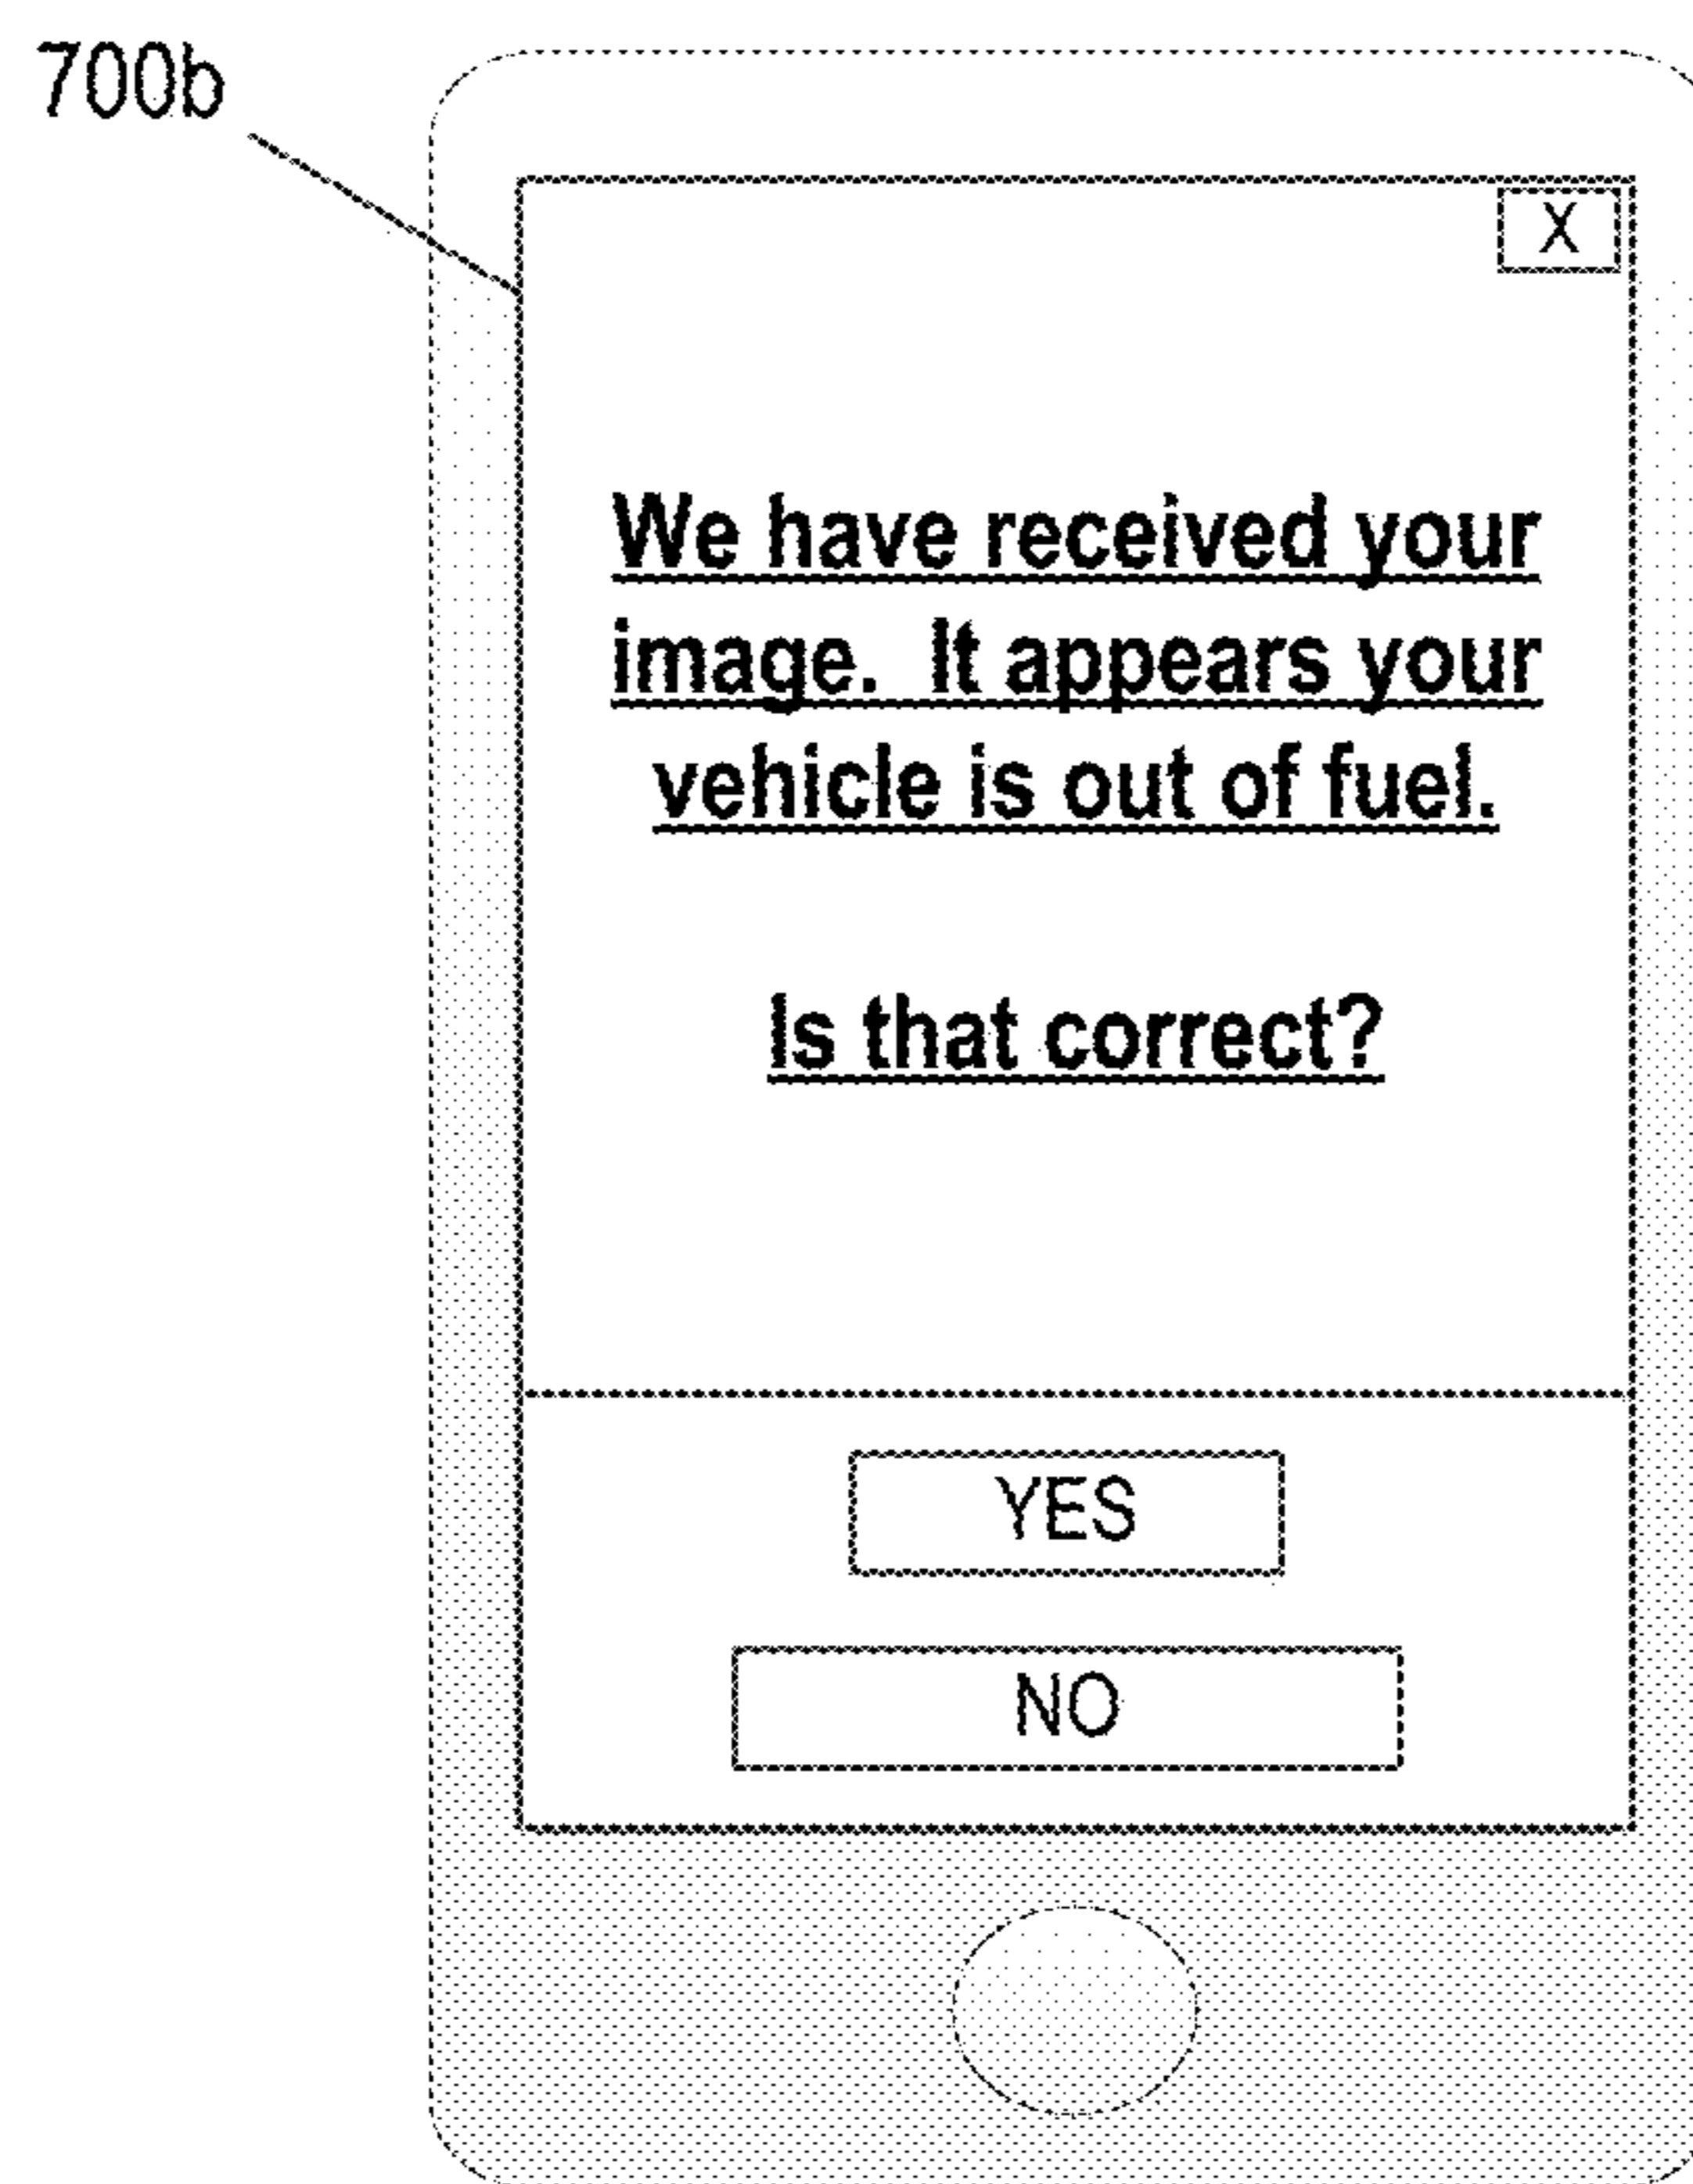 700b
X
We have received your
image.  It appears your
vehicle is out of fuel.
Is that correct?
YES
NO